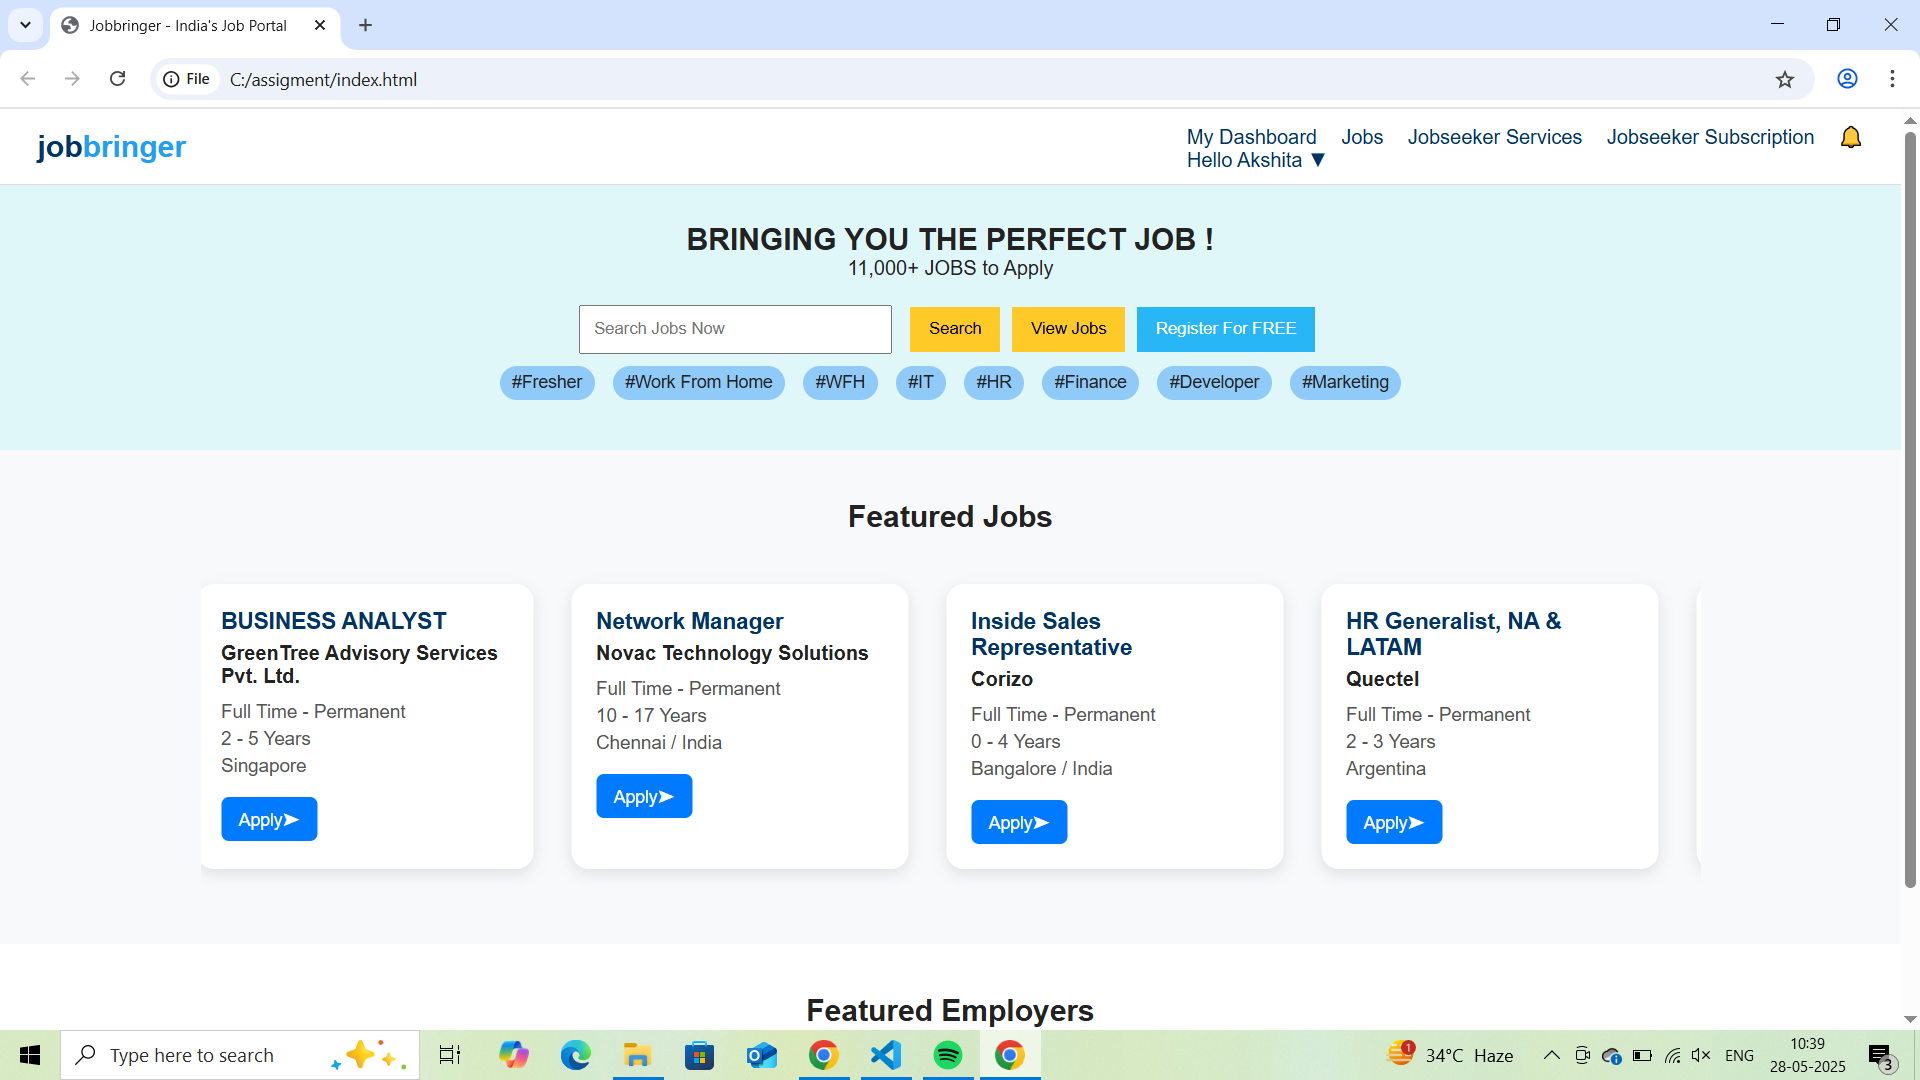 Jobbringer - India's Job Portal
File C:/assigment/index.html
jobbringer
My Dashboard Jobs Jobseeker Services Jobseeker Subscription
Hello Akshita ▼
BRINGING YOU THE PERFECT JOB !
11,000+ JOBS to Apply
Search Jobs Now Search View Jobs Register For FREE
#Fresher #Work From Home #WFH #IT #HR #Finance #Developer #Marketing
Featured Jobs
BUSINESS ANALYST
GreenTree Advisory Services
Pvt. Ltd.
Full Time - Permanent
2 - 5 Years
Singapore
Apply➤
Network Manager
Novac Technology Solutions
Full Time - Permanent
10 - 17 Years
Chennai / India
Apply➤
Inside Sales
Representative
Corizo
Full Time - Permanent
0 - 4 Years
Bangalore / India
Apply➤
HR Generalist, NA &
LATAM
Quectel
Full Time - Permanent
2 - 3 Years
Argentina
Apply➤
Featured Employers
Type here to search
1
34°C Haze
ENG
10:39
28-05-2025
3